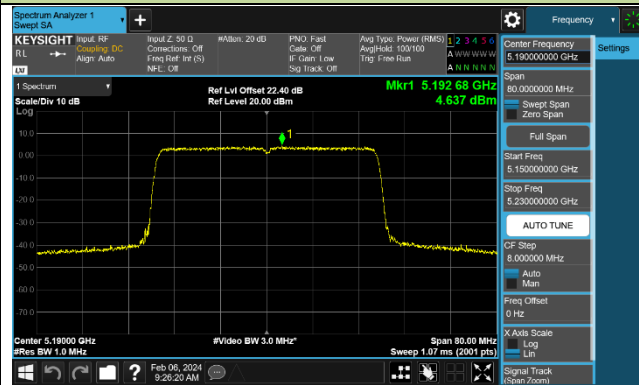 Spectrum Analyzer 1
Swept SA
Frequency
KEYSIGHT Input: RF Input Z: 50 Ω #Atten: 20 dB PNO: Fast Avg Type: Power (RMS) 1 2 3 4 5 6
RL Coupling: DC Corrections: Off Gate: Off Avg|Hold: 100/100 A W W W W W
Align: Auto Freq Ref: Int (S) IF Gain: Low Trig: Free Run
LXI NFE: Off Sig Track: Off A N N N N N
Center Frequency
5.190000000 GHz
Settings
Span
80.0000000 MHz
Swept Span
Zero Span
Full Span
Start Freq
5.150000000 GHz
Stop Freq
5.230000000 GHz
AUTO TUNE
CF Step
8.000000 MHz
Auto
Man
Freq Offset
0 Hz
X Axis Scale
Log
Lin
Signal Track
(Span Zoom)
1 Spectrum
Ref Lvl Offset 22.40 dB
Mkr1 5.192 68 GHz
Scale/Div 10 dB
Ref Level 20.00 dBm
4.637 dBm
Log
1
10.0
0.00
-10.0
-20.0
-30.0
-40.0
-50.0
-60.0
-70.0
Center 5.19000 GHz
#Video BW 3.0 MHz*
Span 80.00 MHz
#Res BW 1.0 MHz
Sweep 1.07 ms (2001 pts)
Feb 06, 2024
9:26:20 AM